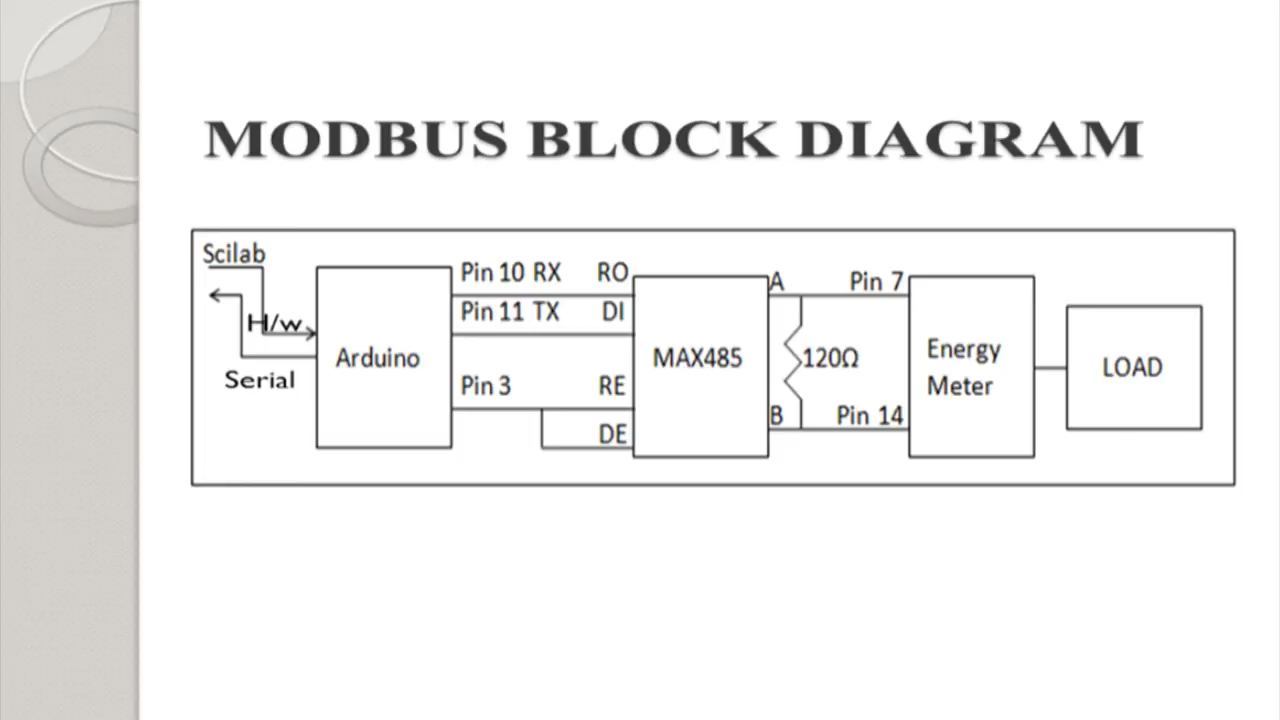 MODBUS BLOCK DIAGRAM
Scilab
H/w
Serial
Arduino
Pin 10 RX RO
Pin 11 TX DI
Pin 3 RE
DE
MAX485
A Pin 7
120Ω
B Pin 14
Energy
Meter
LOAD